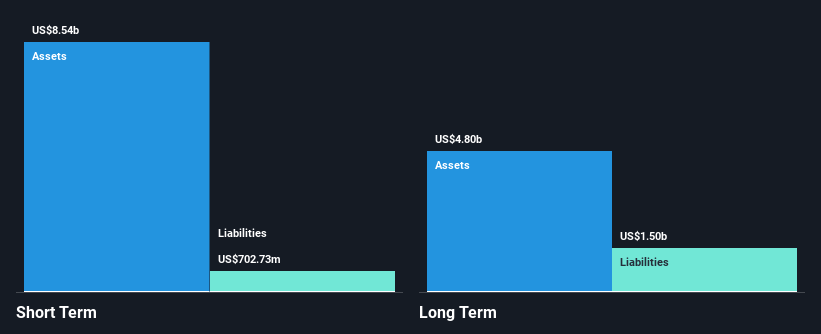 US$8.54b
Assets
Liabilities
US$702.73m
Short Term
US$4.80b
Assets
US$1.50b
Liabilities
Long Term